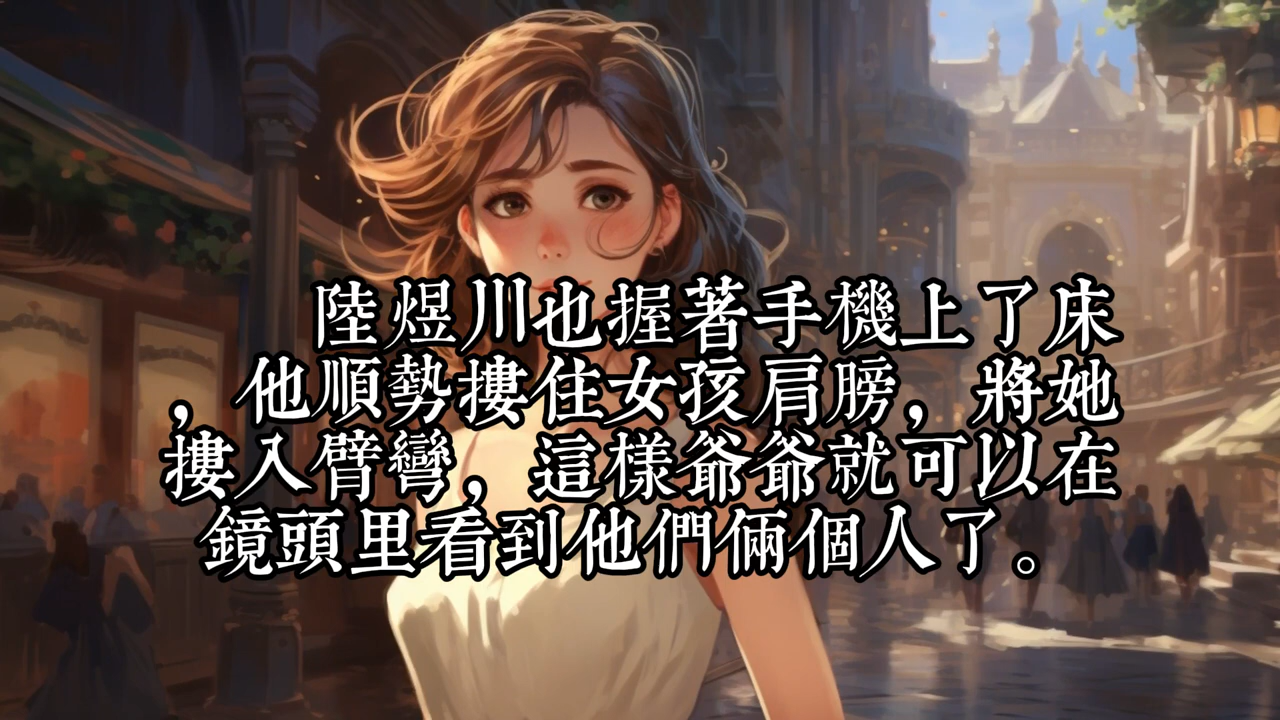 陸煜川也握著手機上了床
，他順勢摟住女孩肩膀，將她
摟入臂彎，這樣爺爺就可以在
鏡頭里看到他們倆個人了。